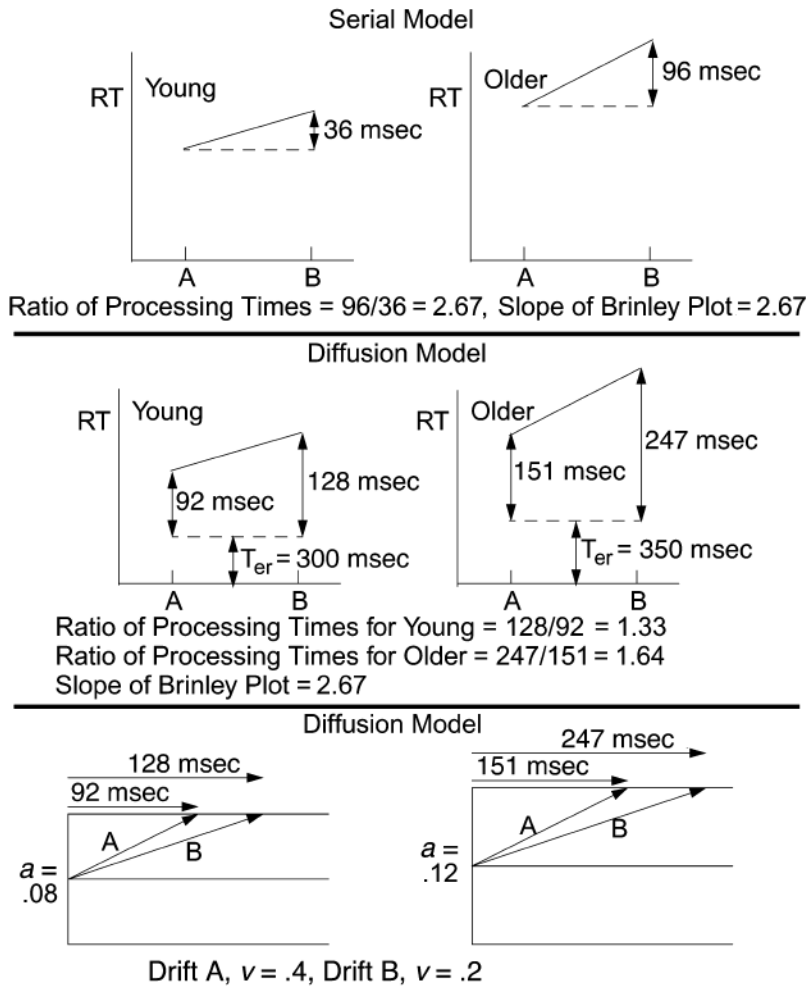 Serial Model
RT
Young
36 msec
A
B
RT
Older
96 msec
A
B
Ratio of Processing Times = 96/36 = 2.67, Slope of Brinley Plot = 2.67
Diffusion Model
RT
Young
92 msec
128 msec
Ter = 300 msec
A
B
RT
Older
151 msec
247 msec
Ter = 350 msec
A
B
Ratio of Processing Times for Young = 128/92 = 1.33
Ratio of Processing Times for Older = 247/151 = 1.64
Slope of Brinley Plot = 2.67
Diffusion Model
128 msec
92 msec
A
B
a =
.08
247 msec
151 msec
A
B
a =
.12
Drift A, v = .4, Drift B, v = .2